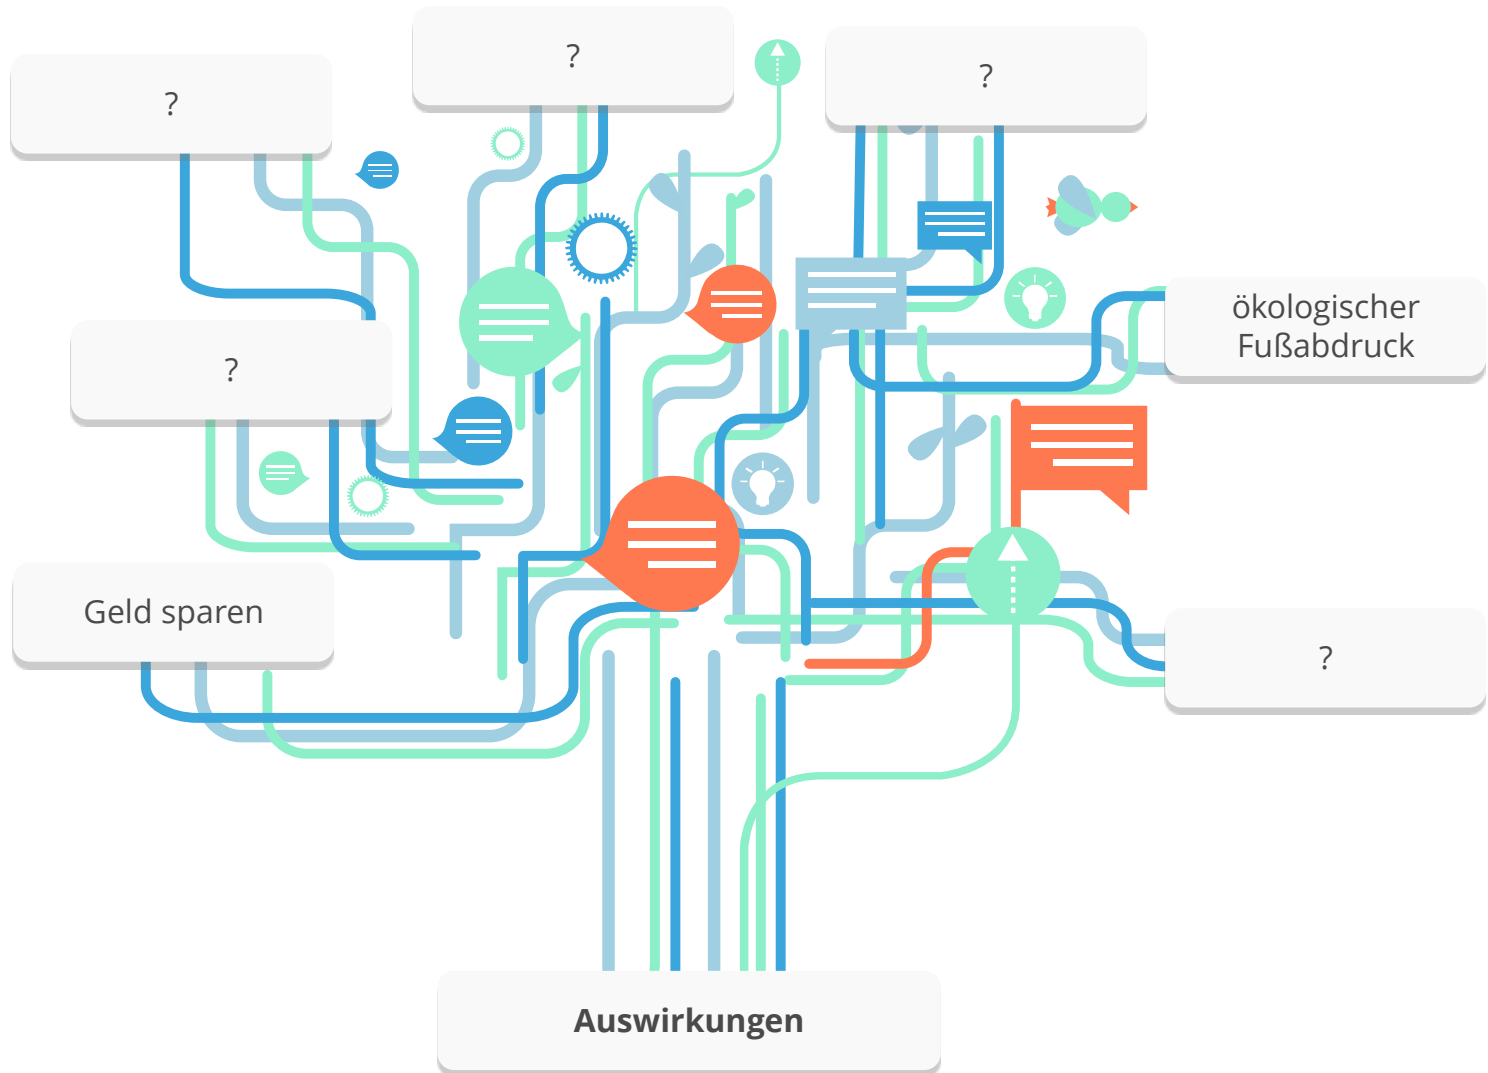 ?
?
?
ökologischer
Fußabdruck
?
Geld sparen
?
Auswirkungen